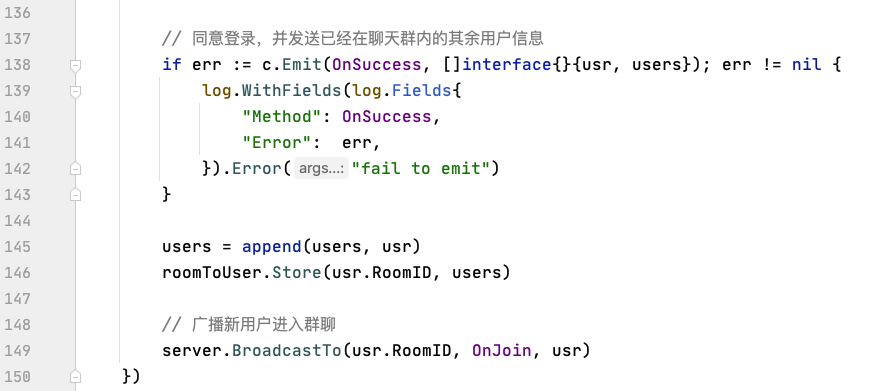 136
137 // 同意登录，并发送已经在聊天群内的其余用户信息
138 if err := c.Emit(OnSuccess, []interface{}{usr, users}); err != nil {
139 log.WithFields(log.Fields{
140 "Method": OnSuccess,
141 "Error":  err,
142 }).Error( args...: "fail to emit")
143 }
144
145 users = append(users, usr)
146 roomToUser.Store(usr.RoomID, users)
147
148 // 广播新用户进入群聊
149 server.BroadcastTo(usr.RoomID, OnJoin, usr)
150 })